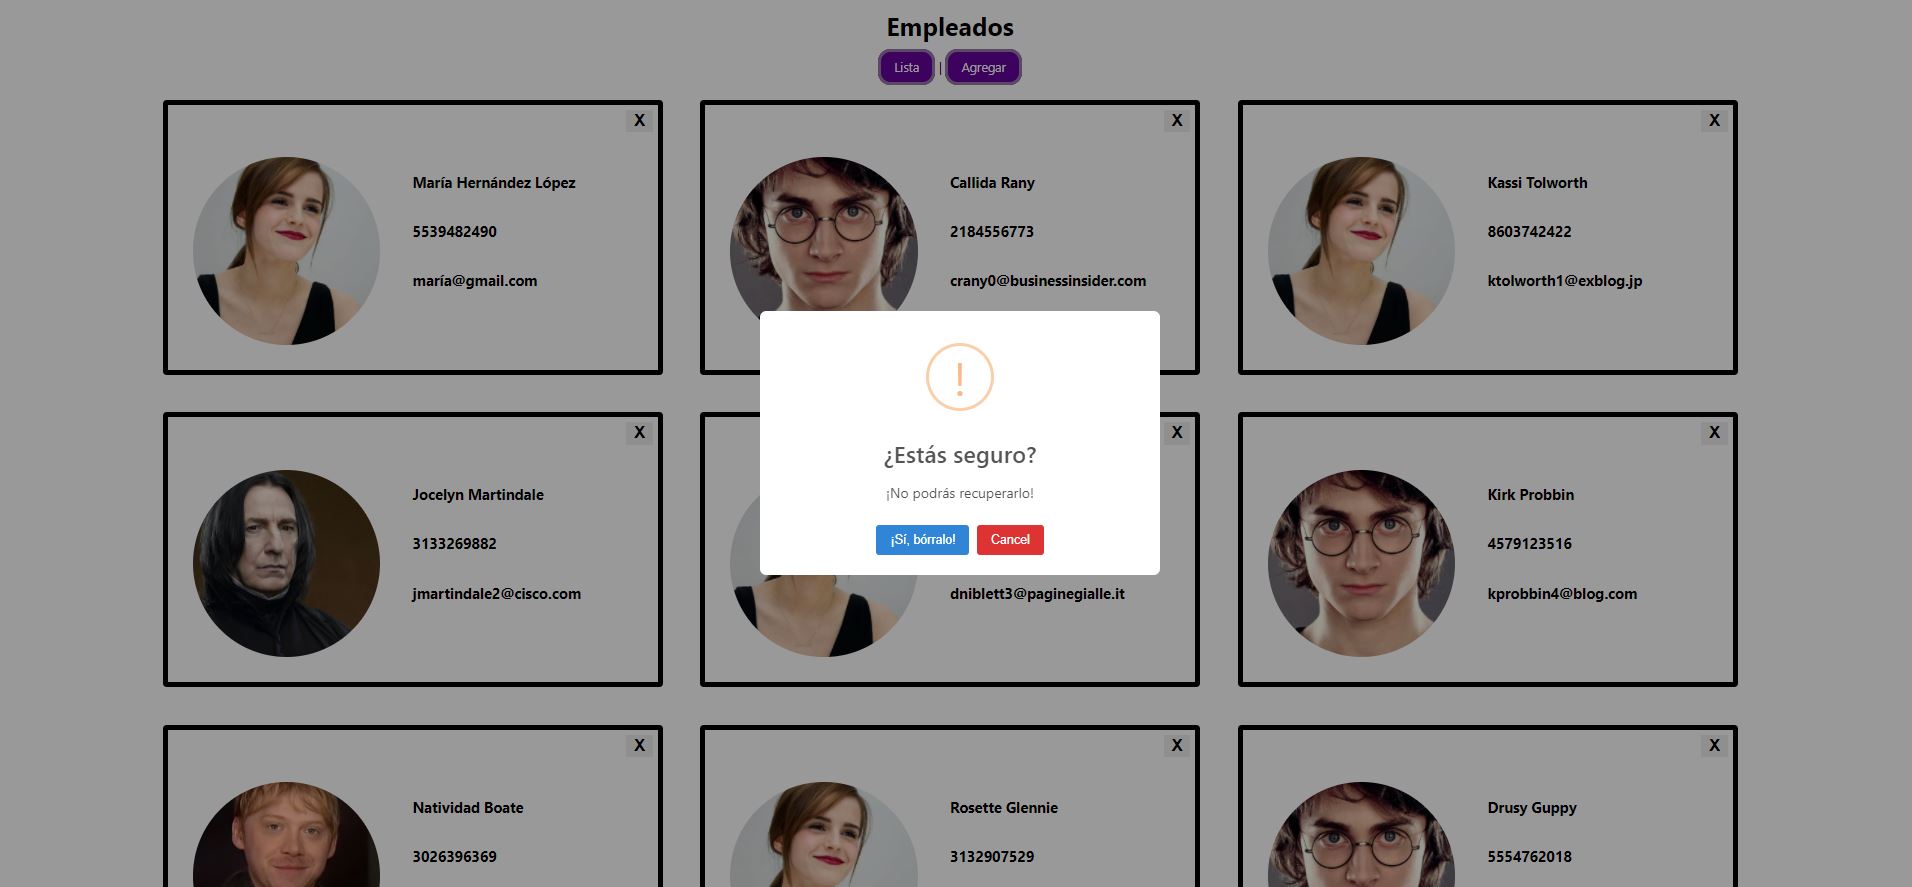 Empleados
Lista | Agregar
X
María Hernández López
5539482490
maría@gmail.com
X
Callida Rany
2184556773
crany0@businessinsider.com
X
Kassi Tolworth
8603742422
ktolworth1@exblog.jp
!
¿Estás seguro?
¡No podrás recuperarlo!
¡Sí, bórralo! Cancel
X
Jocelyn Martindale
3133269882
jmartindale2@cisco.com
X
dniblett3@paginegialle.it
X
Kirk Probbin
4579123516
kprobbin4@blog.com
X
Natividad Boate
3026396369
X
Rosette Glennie
3132907529
X
Drusy Guppy
5554762018